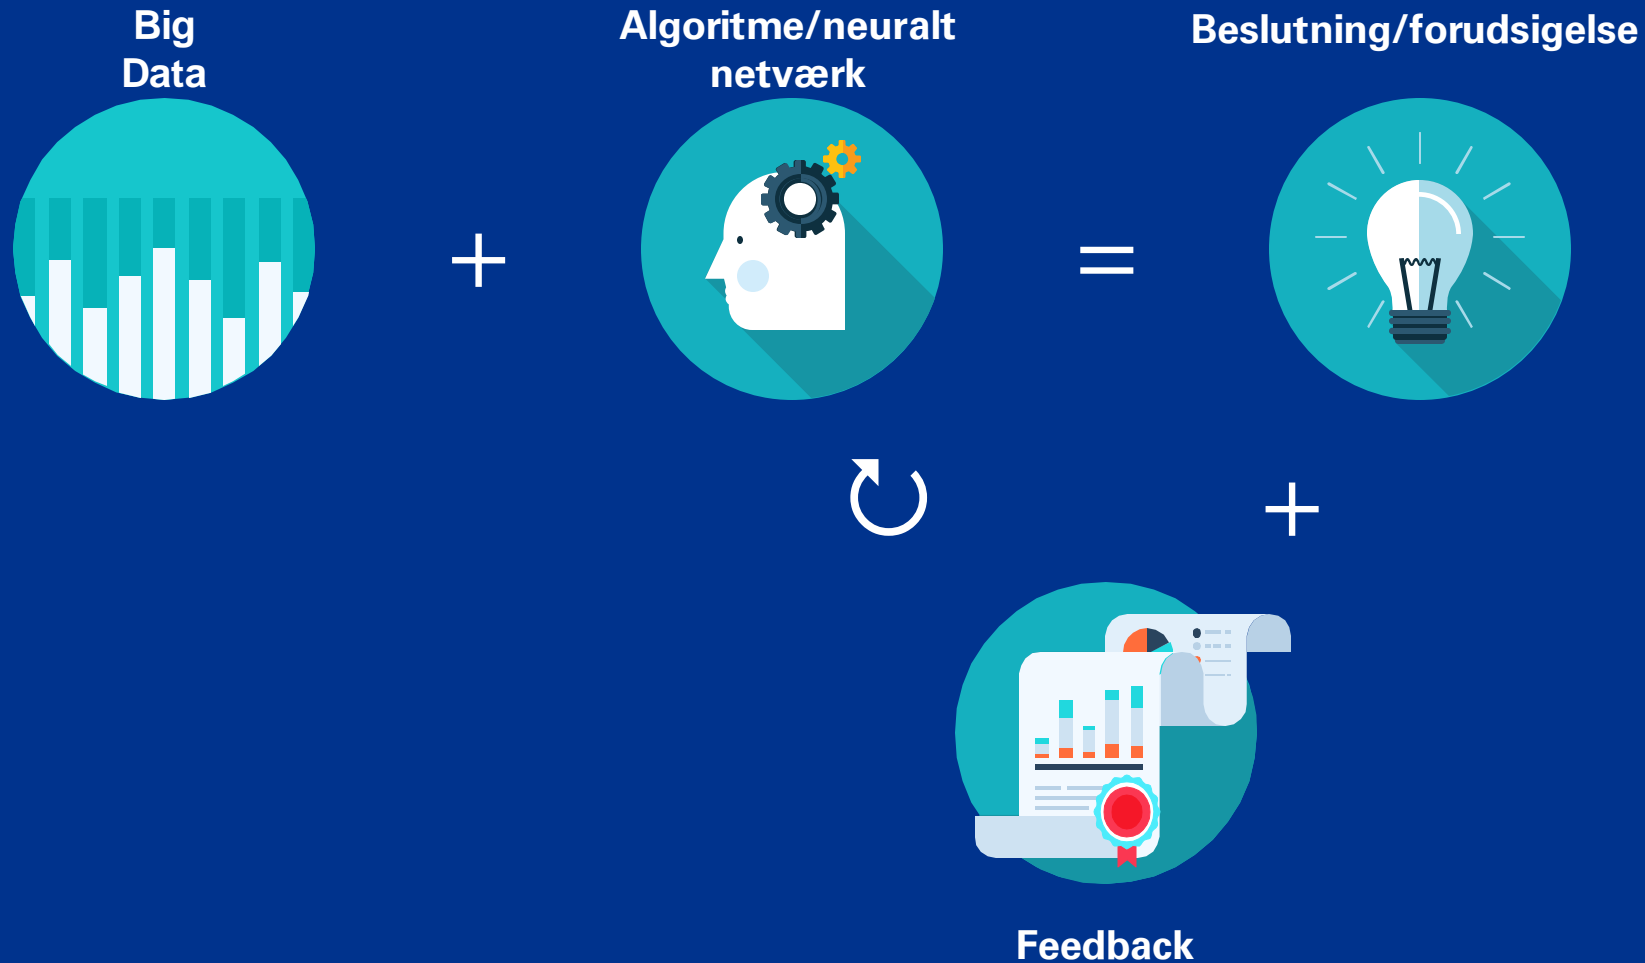 Big
Data
Algoritme/neuralt
netværk
Beslutning/forudsigelse
+
=
+
Feedback